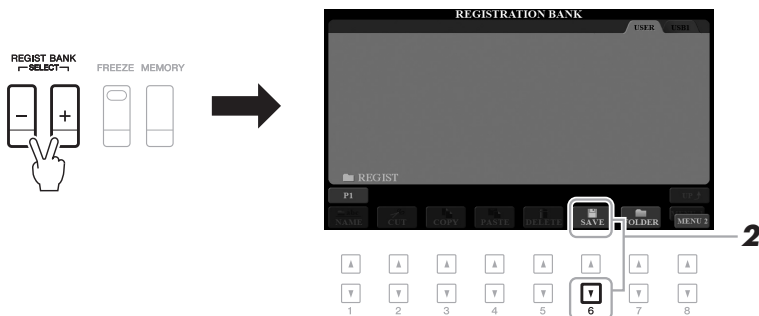 REGIST BANK
SELECT
FREEZE MEMORY
REGISTRATION BANK
USER USB1
REGIST
P1 UP
NAME CUT COPY PASTE DELETE SAVE FOLDER MENU 2
2
1 2 3 4 5 6 7 8